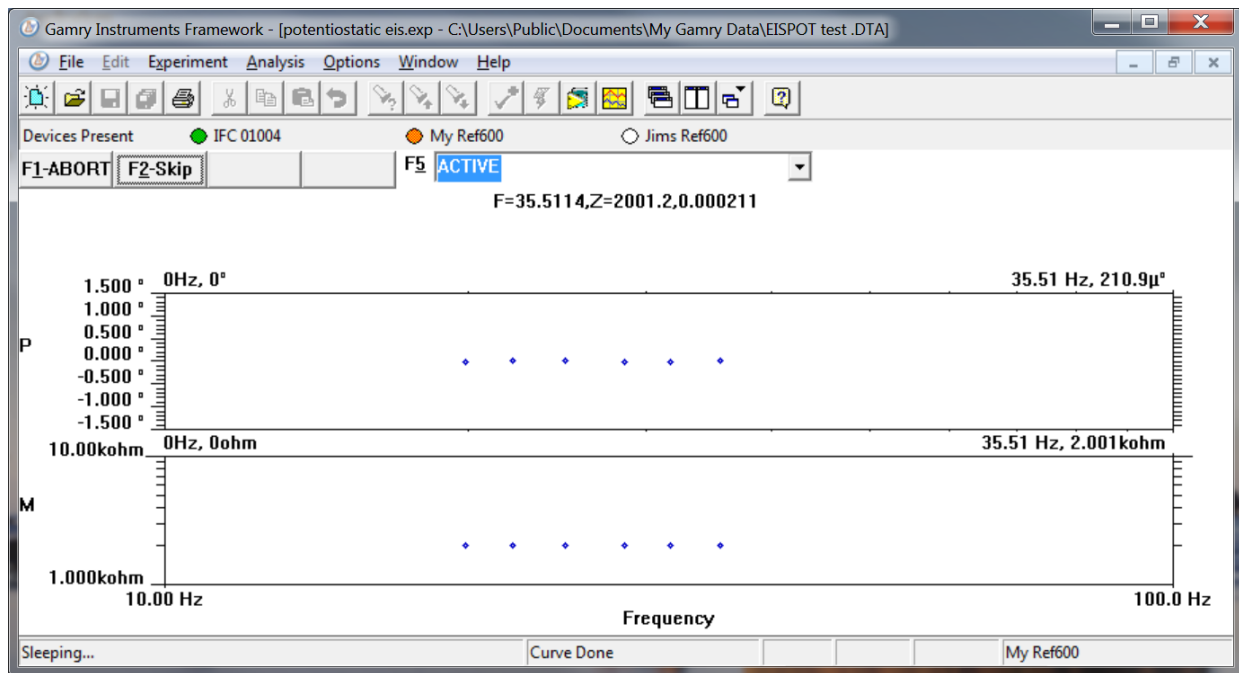 Gamry Instruments Framework - [potentiostatic eis.exp - C:\Users\Public\Documents\My Gamry Data\EISPOT test .DTA]
File Edit Experiment Analysis Options Window Help
Devices Present IFC 01004 My Ref600 Jims Ref600
F1-ABORT F2-Skip F5 ACTIVE
F=35.5114,Z=2001.2,0.000211
0Hz, 0° 35.51 Hz, 210.9µ°
1.500 °
1.000 °
0.500 °
P
0.000 °
-0.500 °
-1.000 °
-1.500 °
0Hz, 0ohm 35.51 Hz, 2.001kohm
10.00kohm
M
1.000kohm
10.00 Hz 100.0 Hz
Frequency
Sleeping... Curve Done My Ref600